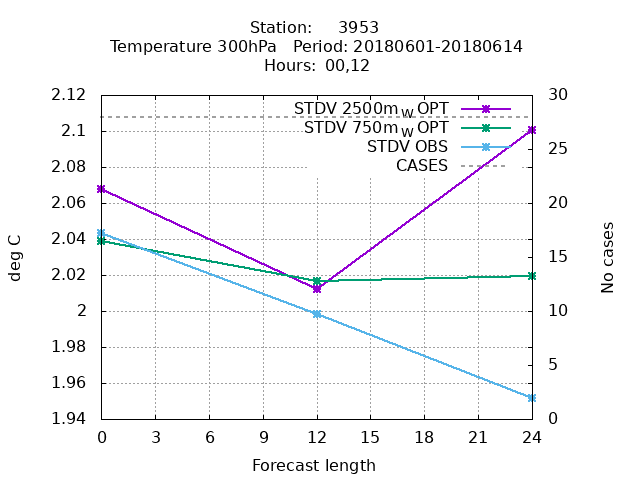 Station: 3953
Temperature 300hPa Period: 20180601-20180614
Hours: 00,12
2.12
2.1
2.08
2.06
2.04
2.02
2
1.98
1.96
1.94
deg C
STDV 2500m_W OPT
STDV 750m_W OPT
STDV OBS
CASES
30
25
20
15
10
5
0
No cases
0 3 6 9 12 15 18 21 24
Forecast length